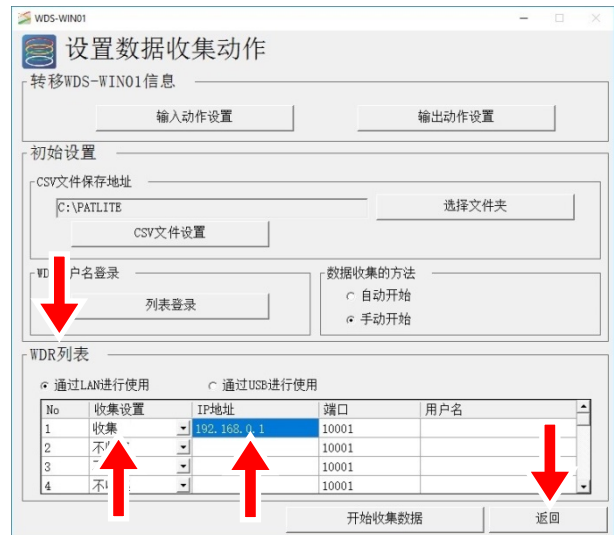 WDS-WIN01
设置数据收集动作
转移WDS-WIN01信息
输入动作设置 输出动作设置
初始设置
CSV文件保存地址
C:\PATLITE 选择文件夹
CSV文件设置
户名登录 数据收集的方法
列表登录 自动开始
手动开始
WDR列表
通过LAN进行使用 通过USB进行使用
No 收集设置 IP地址 端口 用户名
1 收集 192.168.0.1 10001
2 不 10001
3 10001
4 不 10001
开始收集数据 返回